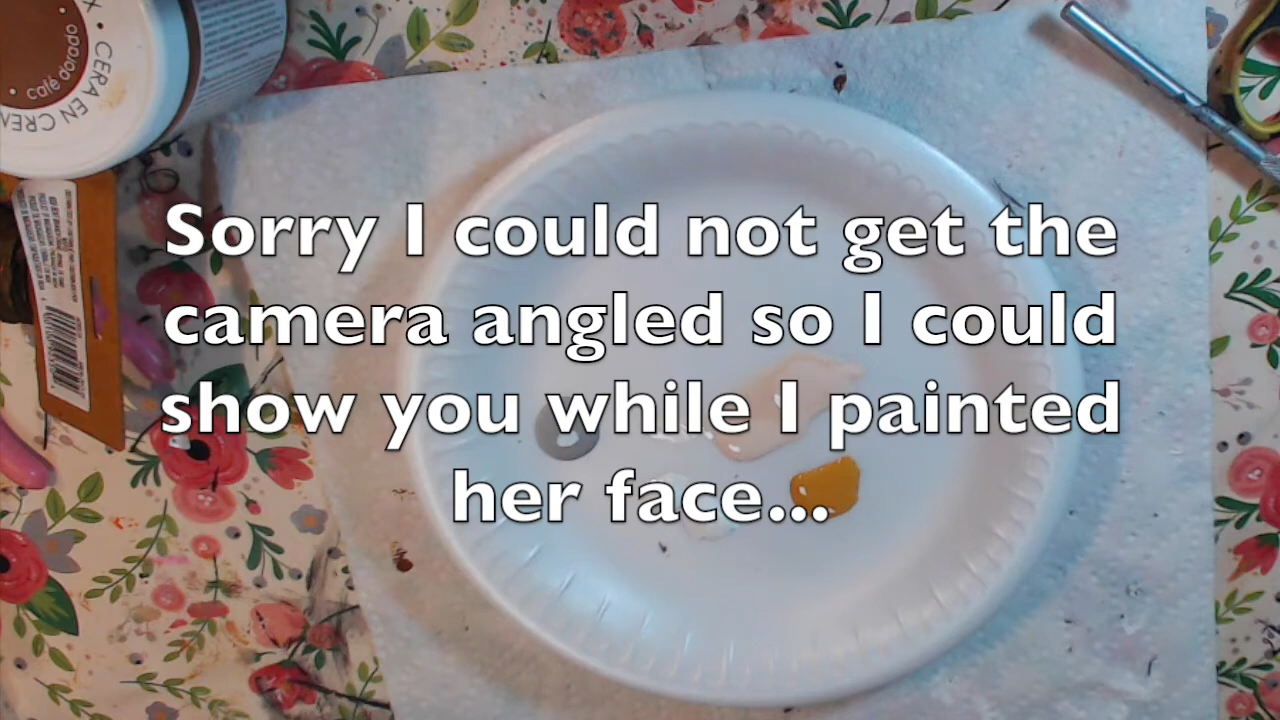 café dorado
CERA EN CREM
Sorry I could not get the
camera angled so I could
show you while I painted
her face...